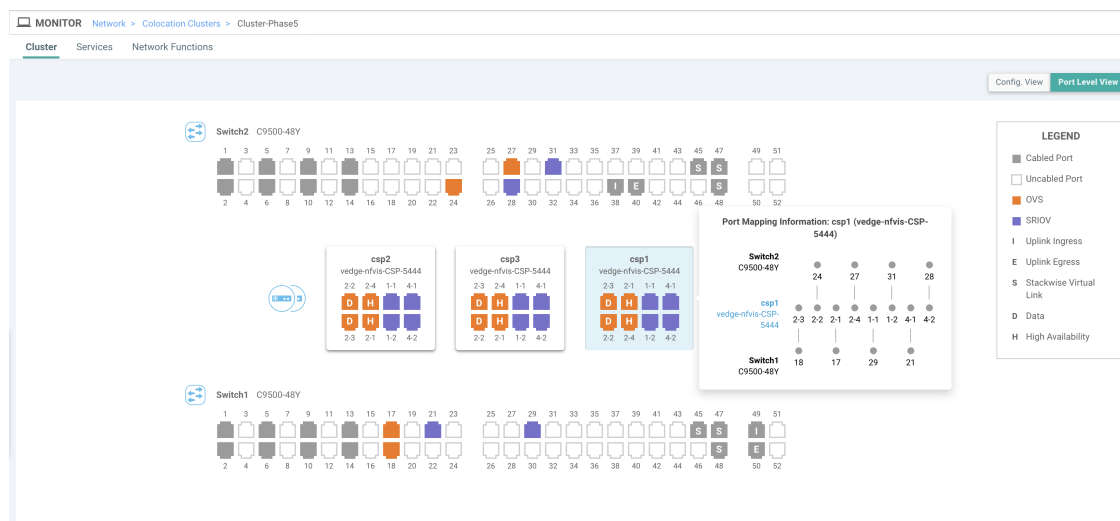 MONITOR Network > Colocation Clusters > Cluster-Phase5
Cluster Services Network Functions
Config. View Port Level View
Switch2 C9500-48Y
1 3 5 7 9 11 13 15 17 19 21 23 25 27 29 31 33 35 37 39 41 43 45 47 49 51
S S
I E S
2 4 6 8 10 12 14 16 18 20 22 24 26 28 30 32 34 36 38 40 42 44 46 48 50 52
csp2
vedge-nfvis-CSP-5444
2-2 2-4 1-1 4-1
D H
D H
2-3 2-1 1-2 4-2
csp3
vedge-nfvis-CSP-5444
2-3 2-4 1-1 4-1
D H
D H
2-2 2-1 1-2 4-2
csp1
vedge-nfvis-CSP-5444
2-3 2-1 1-1 4-1
D H
D H
2-2 2-4 1-2 4-2
Port Mapping Information: csp1 (vedge-nfvis-CSP-
5444)
Switch2
C9500-48Y
24 27 31 28
csp1
vedge-nfvis-CSP-
5444
2-3 2-2 2-1 2-4 1-1 1-2 4-1 4-2
Switch1
C9500-48Y
18 17 29 21
Switch1 C9500-48Y
1 3 5 7 9 11 13 15 17 19 21 23 25 27 29 31 33 35 37 39 41 43 45 47 49 51
S S I
S E
2 4 6 8 10 12 14 16 18 20 22 24 26 28 30 32 34 36 38 40 42 44 46 48 50 52
LEGEND
Cabled Port
Uncabled Port
OVS
SRIOV
I Uplink Ingress
E Uplink Egress
S Stackwise Virtual
Link
D Data
H High Availability